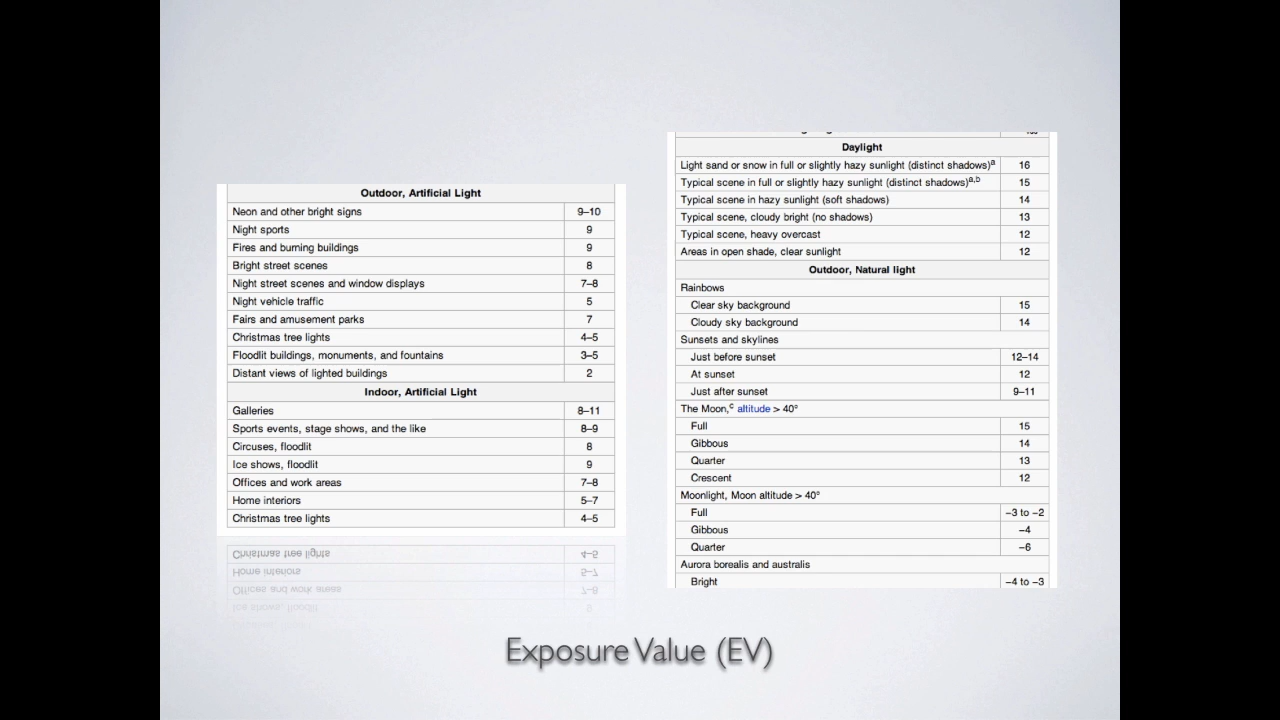 Outdoor, Artificial Light
Neon and other bright signs 9–10
Night sports 9
Fires and burning buildings 9
Bright street scenes 8
Night street scenes and window displays 7–8
Night vehicle traffic 5
Fairs and amusement parks 7
Christmas tree lights 4–5
Floodlit buildings, monuments, and fountains 3–5
Distant views of lighted buildings 2
Indoor, Artificial Light
Galleries 8–11
Sports events, stage shows, and the like 8–9
Circuses, floodlit 8
Ice shows, floodlit 9
Offices and work areas 7–8
Home interiors 5–7
Christmas tree lights 4–5
Daylight
Light sand or snow in full or slightly hazy sunlight (distinct shadows)a 16
Typical scene in full or slightly hazy sunlight (distinct shadows)a,b 15
Typical scene in hazy sunlight (soft shadows) 14
Typical scene, cloudy bright (no shadows) 13
Typical scene, heavy overcast 12
Areas in open shade, clear sunlight 12
Outdoor, Natural light
Rainbows
Clear sky background 15
Cloudy sky background 14
Sunsets and skylines
Just before sunset 12–14
At sunset 12
Just after sunset 9–11
The Moon,c altitude > 40°
Full 15
Gibbous 14
Quarter 13
Crescent 12
Moonlight, Moon altitude > 40°
Full −3 to −2
Gibbous −4
Quarter −6
Aurora borealis and australis
Bright −4 to −3
Exposure Value (EV)